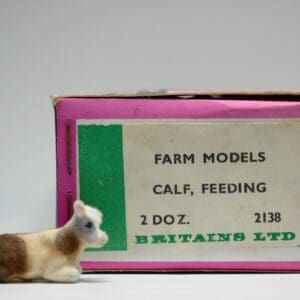 FARM MODELS
CALF, FEEDING
2 DOZ. 2138
BRITAINS LTD